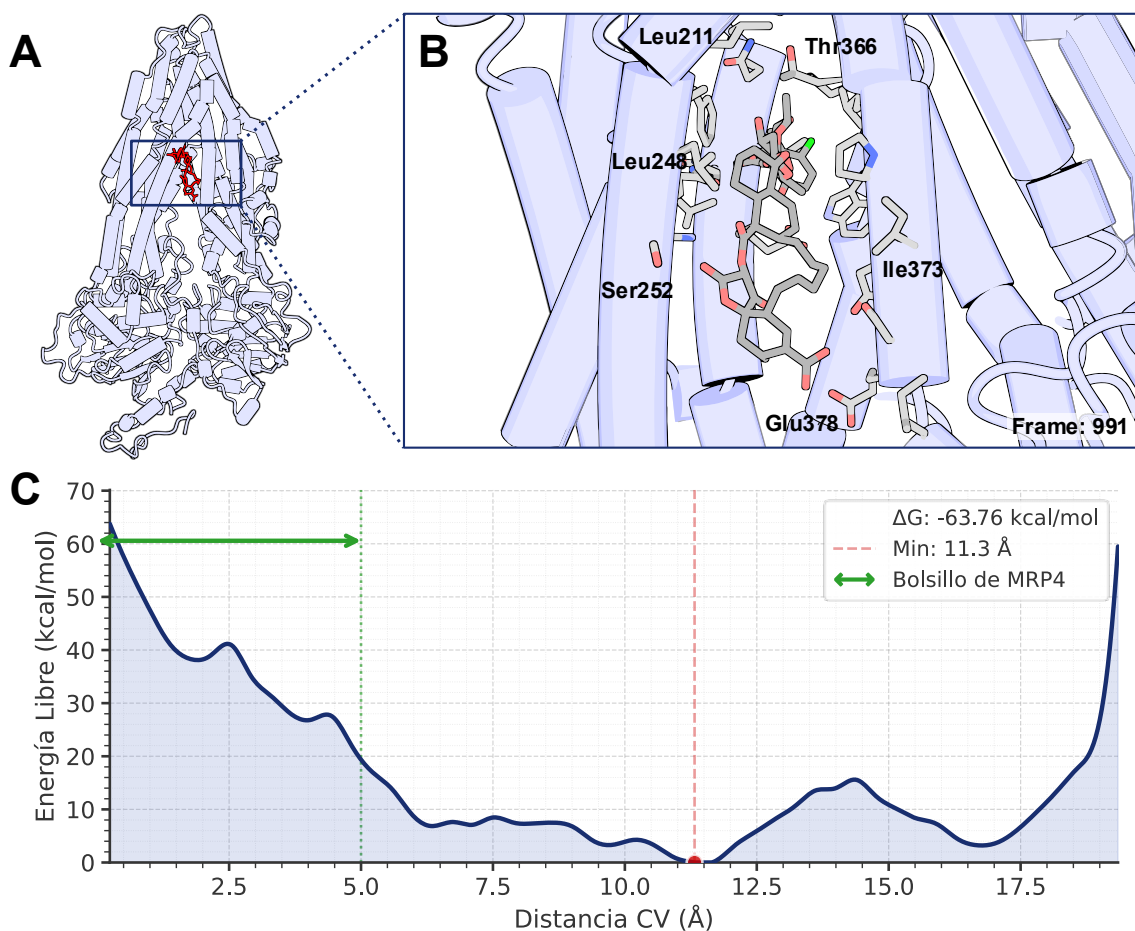 A
B
Leu211
Thr366
Leu248
Ser252
Ile373
Glu378
Frame: 991
C
70
60
50
40
30
20
10
0
Energía Libre (kcal/mol)
ΔG: -63.76 kcal/mol
Min: 11.3 Å
Bolsillo de MRP4
2.5 5.0 7.5 10.0 12.5 15.0 17.5
Distancia CV (Å)